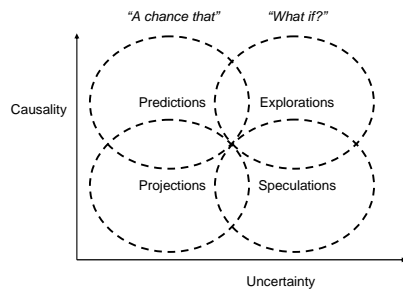 “A chance that” “What if?”
Causality
Predictions Explorations
Projections Speculations
Uncertainty